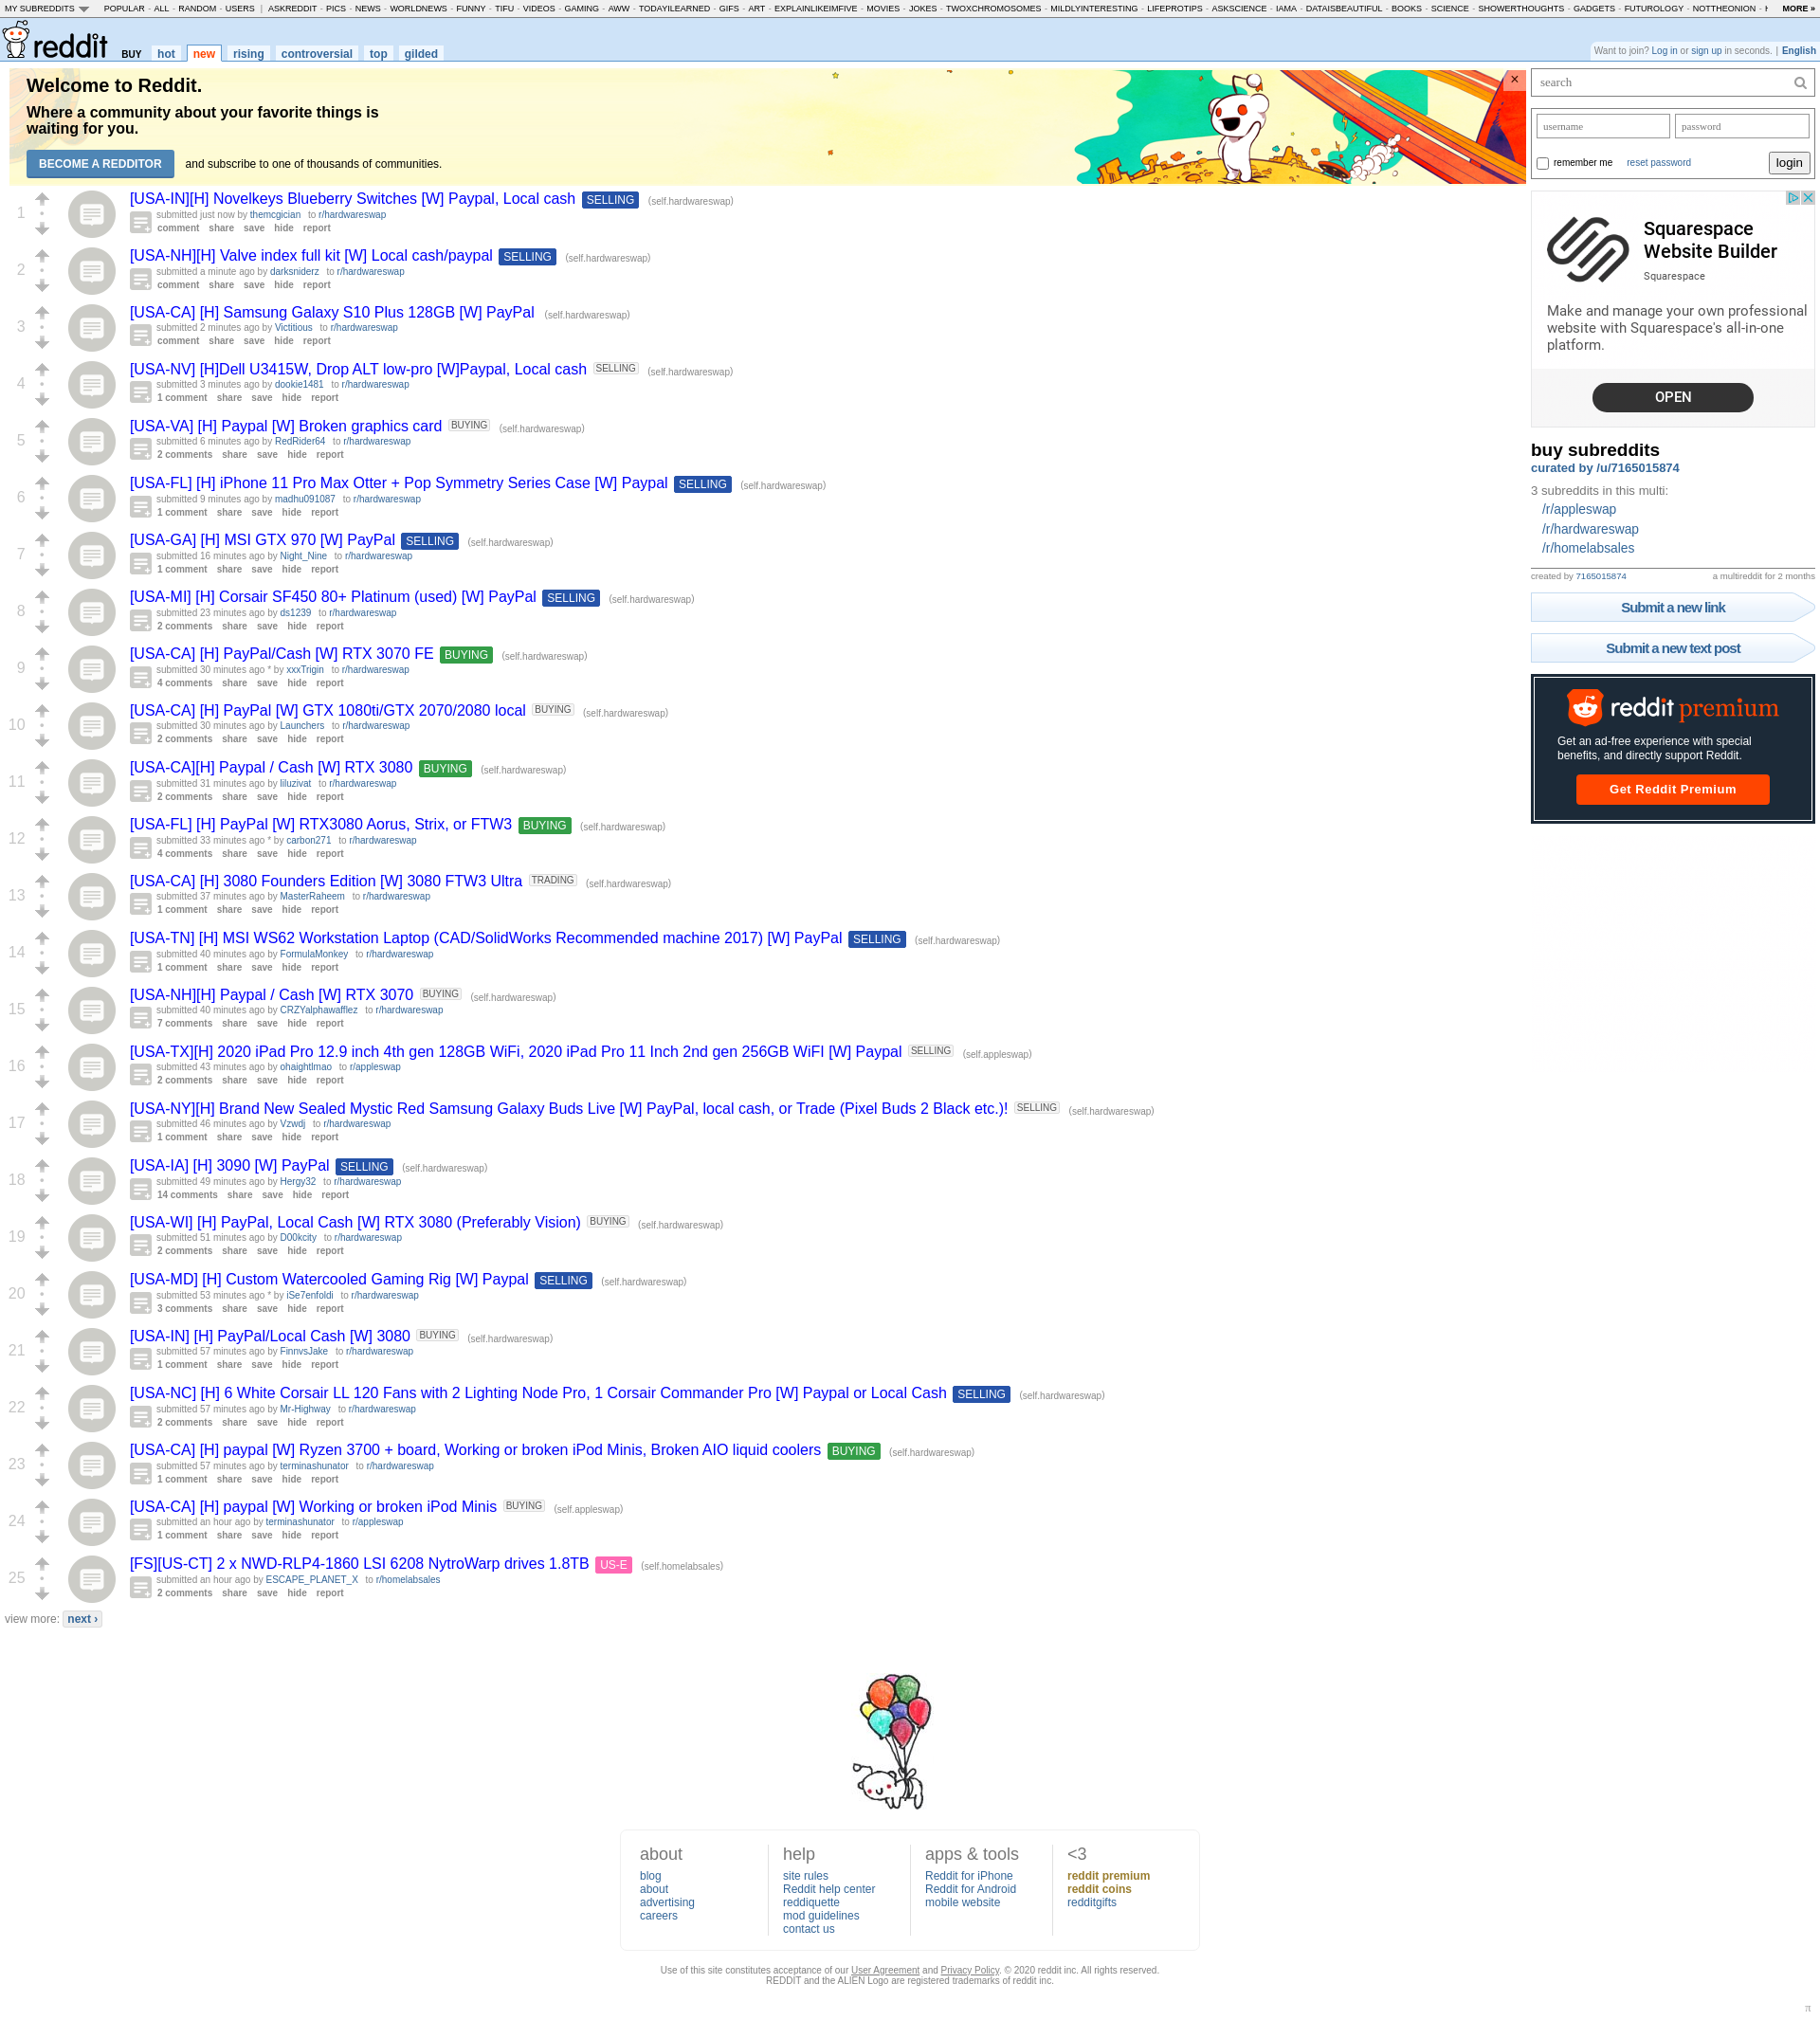 MY SUBREDDITS POPULAR - ALL - RANDOM - USERS | ASKREDDIT - PICS - NEWS - WORLDNEWS - FUNNY - TIFU - VIDEOS - GAMING - AWW - TODAYILEARNED - GIFS - ART - EXPLAINLIKEIMFIVE - MOVIES - JOKES - TWOXCHROMOSOMES - MILDLYINTERESTING - LIFEPROTIPS - ASKSCIENCE - IAMA - DATAISBEAUTIFUL - BOOKS - SCIENCE - SHOWERTHOUGHTS - GADGETS - FUTUROLOGY - NOTTHEONION - MORE »
reddit BUY hot new rising controversial top gilded
Want to join? Log in or sign up in seconds. | English
Welcome to Reddit.
Where a community about your favorite things is
waiting for you.
BECOME A REDDITOR and subscribe to one of thousands of communities.
×
1
[USA-IN][H] Novelkeys Blueberry Switches [W] Paypal, Local cash SELLING (self.hardwareswap)
submitted just now by themcgician to r/hardwareswap
comment share save hide report
2
[USA-NH][H] Valve index full kit [W] Local cash/paypal SELLING (self.hardwareswap)
submitted a minute ago by darksniderz to r/hardwareswap
comment share save hide report
3
[USA-CA] [H] Samsung Galaxy S10 Plus 128GB [W] PayPal (self.hardwareswap)
submitted 2 minutes ago by Victitious to r/hardwareswap
comment share save hide report
4
[USA-NV] [H]Dell U3415W, Drop ALT low-pro [W]Paypal, Local cash SELLING (self.hardwareswap)
submitted 3 minutes ago by dookie1481 to r/hardwareswap
1 comment share save hide report
5
[USA-VA] [H] Paypal [W] Broken graphics card BUYING (self.hardwareswap)
submitted 6 minutes ago by RedRider64 to r/hardwareswap
2 comments share save hide report
6
[USA-FL] [H] iPhone 11 Pro Max Otter + Pop Symmetry Series Case [W] Paypal SELLING (self.hardwareswap)
submitted 9 minutes ago by madhu091087 to r/hardwareswap
1 comment share save hide report
7
[USA-GA] [H] MSI GTX 970 [W] PayPal SELLING (self.hardwareswap)
submitted 16 minutes ago by Night_Nine to r/hardwareswap
1 comment share save hide report
8
[USA-MI] [H] Corsair SF450 80+ Platinum (used) [W] PayPal SELLING (self.hardwareswap)
submitted 23 minutes ago by ds1239 to r/hardwareswap
2 comments share save hide report
9
[USA-CA] [H] PayPal/Cash [W] RTX 3070 FE BUYING (self.hardwareswap)
submitted 30 minutes ago * by xxxTrigin to r/hardwareswap
4 comments share save hide report
10
[USA-CA] [H] PayPal [W] GTX 1080ti/GTX 2070/2080 local BUYING (self.hardwareswap)
submitted 30 minutes ago by Launchers to r/hardwareswap
2 comments share save hide report
11
[USA-CA][H] Paypal / Cash [W] RTX 3080 BUYING (self.hardwareswap)
submitted 31 minutes ago by liluzivat to r/hardwareswap
2 comments share save hide report
12
[USA-FL] [H] PayPal [W] RTX3080 Aorus, Strix, or FTW3 BUYING (self.hardwareswap)
submitted 33 minutes ago * by carbon271 to r/hardwareswap
4 comments share save hide report
13
[USA-CA] [H] 3080 Founders Edition [W] 3080 FTW3 Ultra TRADING (self.hardwareswap)
submitted 37 minutes ago by MasterRaheem to r/hardwareswap
1 comment share save hide report
14
[USA-TN] [H] MSI WS62 Workstation Laptop (CAD/SolidWorks Recommended machine 2017) [W] PayPal SELLING (self.hardwareswap)
submitted 40 minutes ago by FormulaMonkey to r/hardwareswap
1 comment share save hide report
15
[USA-NH][H] Paypal / Cash [W] RTX 3070 BUYING (self.hardwareswap)
submitted 40 minutes ago by CRZYalphawafflez to r/hardwareswap
7 comments share save hide report
16
[USA-TX][H] 2020 iPad Pro 12.9 inch 4th gen 128GB WiFi, 2020 iPad Pro 11 Inch 2nd gen 256GB WiFI [W] Paypal SELLING (self.appleswap)
submitted 43 minutes ago by ohaightlmao to r/appleswap
2 comments share save hide report
17
[USA-NY][H] Brand New Sealed Mystic Red Samsung Galaxy Buds Live [W] PayPal, local cash, or Trade (Pixel Buds 2 Black etc.)! SELLING (self.hardwareswap)
submitted 46 minutes ago by Vzwdj to r/hardwareswap
1 comment share save hide report
18
[USA-IA] [H] 3090 [W] PayPal SELLING (self.hardwareswap)
submitted 49 minutes ago by Hergy32 to r/hardwareswap
14 comments share save hide report
19
[USA-WI] [H] PayPal, Local Cash [W] RTX 3080 (Preferably Vision) BUYING (self.hardwareswap)
submitted 51 minutes ago by D00kcity to r/hardwareswap
2 comments share save hide report
20
[USA-MD] [H] Custom Watercooled Gaming Rig [W] Paypal SELLING (self.hardwareswap)
submitted 53 minutes ago * by iSe7enfoldi to r/hardwareswap
3 comments share save hide report
21
[USA-IN] [H] PayPal/Local Cash [W] 3080 BUYING (self.hardwareswap)
submitted 57 minutes ago by FinnvsJake to r/hardwareswap
1 comment share save hide report
22
[USA-NC] [H] 6 White Corsair LL 120 Fans with 2 Lighting Node Pro, 1 Corsair Commander Pro [W] Paypal or Local Cash SELLING (self.hardwareswap)
submitted 57 minutes ago by Mr-Highway to r/hardwareswap
2 comments share save hide report
23
[USA-CA] [H] paypal [W] Ryzen 3700 + board, Working or broken iPod Minis, Broken AIO liquid coolers BUYING (self.hardwareswap)
submitted 57 minutes ago by terminashunator to r/hardwareswap
1 comment share save hide report
24
[USA-CA] [H] paypal [W] Working or broken iPod Minis BUYING (self.appleswap)
submitted an hour ago by terminashunator to r/appleswap
1 comment share save hide report
25
[FS][US-CT] 2 x NWD-RLP4-1860 LSI 6208 NytroWarp drives 1.8TB US-E (self.homelabsales)
submitted an hour ago by ESCAPE_PLANET_X to r/homelabsales
2 comments share save hide report
view more: next ›
search
username password
remember me reset password login
Squarespace
Website Builder
Squarespace
Make and manage your own professional
website with Squarespace's all-in-one
platform.
OPEN
buy subreddits
curated by /u/7165015874
3 subreddits in this multi:
/r/appleswap
/r/hardwareswap
/r/homelabsales
created by 7165015874 a multireddit for 2 months
Submit a new link
Submit a new text post
reddit premium
Get an ad-free experience with special
benefits, and directly support Reddit.
Get Reddit Premium
about
blog
about
advertising
careers
help
site rules
Reddit help center
reddiquette
mod guidelines
contact us
apps & tools
Reddit for iPhone
Reddit for Android
mobile website
<3
reddit premium
reddit coins
redditgifts
Use of this site constitutes acceptance of our User Agreement and Privacy Policy. © 2020 reddit inc. All rights reserved.
REDDIT and the ALIEN Logo are registered trademarks of reddit inc.
π